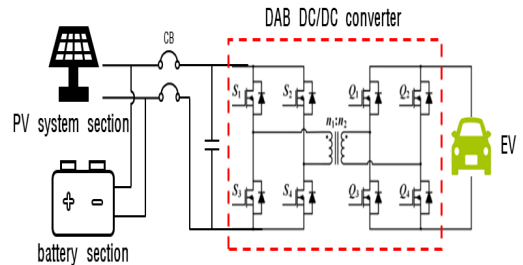 DAB DC/DC converter
CB
S1 S2 Q1 Q2
PV system section
n1:n2
EV
+ -
S3 S4 Q3 Q4
battery section